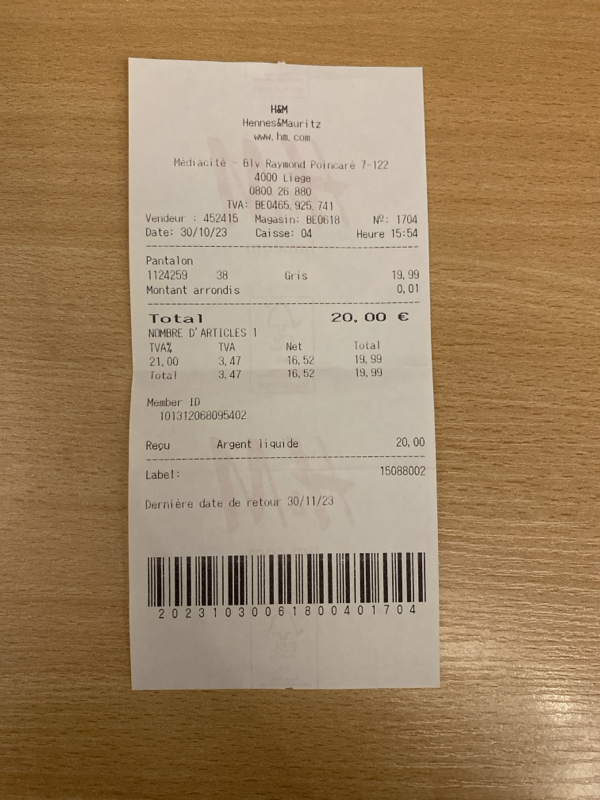 H&M
Hennes&Mauritz
www.hm.com
Médiacité - Blv Raymond Poincaré 7-122
4000 Liege
0800 26 880
TVA: BE0465.925.741
Vendeur : 452415 Magasin: BE0618 Nº: 1704
Date: 30/10/23 Caisse: 04 Heure 15:54
Pantalon
1124259 38 Gris 19,99
Montant arrondis 0,01
Total 20,00 €
NOMBRE D'ARTICLES 1
TVA% TVA Net Total
21,00 3,47 16,52 19,99
Total 3,47 16,52 19,99
Member ID
101312068095402
Reçu Argent liquide 20,00
Label: 15088002
Derniére date de retour 30/11/23
20231030061800401704